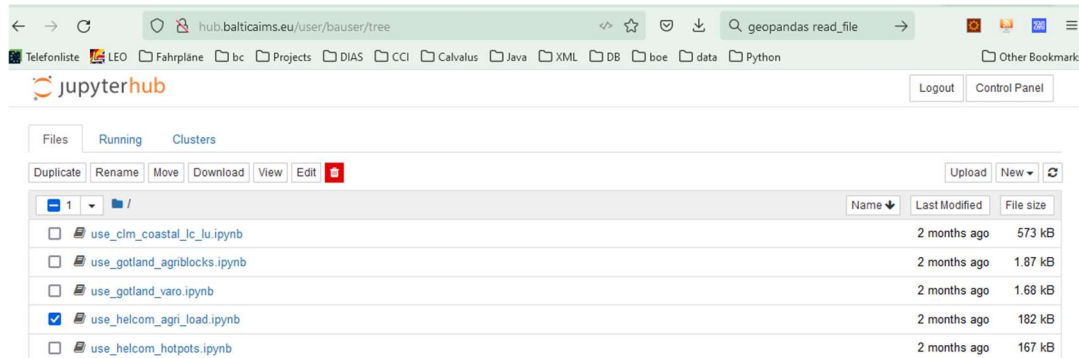 hub.balticaims.eu/user/bauser/tree
geopandas read_file
Telefonliste LEO Fahrpläne bc Projects DIAS CCI Calvalus Java XML DB boe data Python Other Bookmarks
jupyterhub Logout Control Panel
Files Running Clusters
Duplicate Rename Move Download View Edit Upload New
1 / Name Last Modified File size
use_clm_coastal_lc_lu.ipynb 2 months ago 573 kB
use_gotland_agriblocks.ipynb 2 months ago 1.87 kB
use_gotland_varo.ipynb 2 months ago 1.68 kB
use_helcom_agri_load.ipynb 2 months ago 182 kB
use_helcom_hotpots.ipynb 2 months ago 167 kB